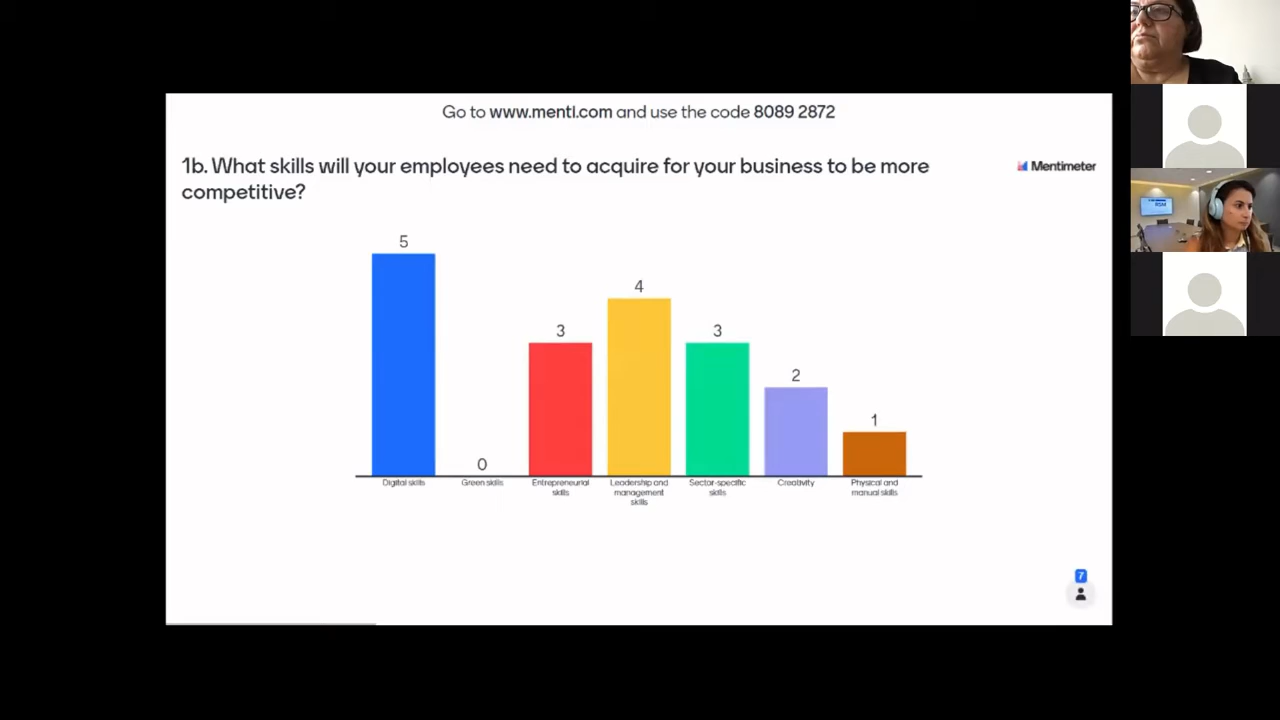 Go to www.menti.com and use the code 8089 2872
1b. What skills will your employees need to acquire for your business to be more
competitive?
Mentimeter
5
0
3
4
3
2
1
Digital skills
Green skills
Entrepreneurial
skills
Leadership and
management
skills
Sector-specific
skills
Creativity
Physical and
manual skills
7
RSM